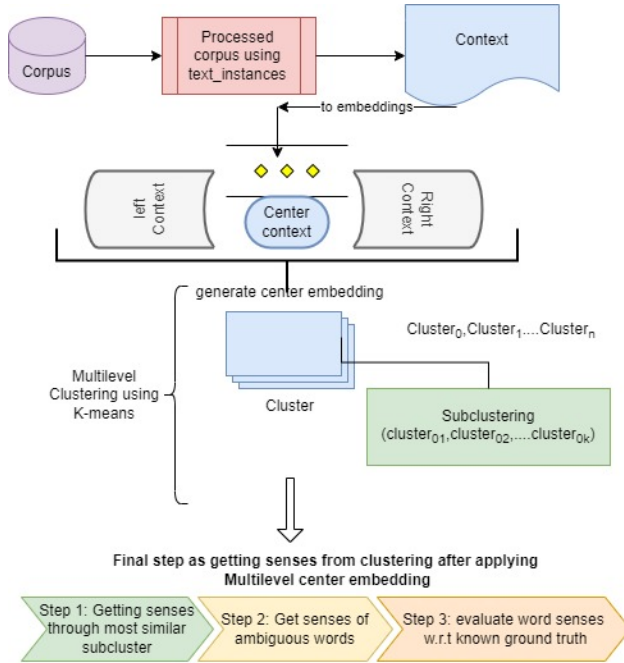 Corpus
Processed
corpus using
text_instances
Context
to embeddings
left
Context
Center
context
Right
Context
generate center embedding
Multilevel
Clustering using
K-means
Cluster
Cluster₀,Cluster₁....Clusterₙ
Subclustering
(cluster₀₁,cluster₀₂,....cluster₀ₖ)
Final step as getting senses from clustering after applying
Multilevel center embedding
Step 1: Getting senses
through most similar
subcluster
Step 2: Get senses of
ambiguous words
Step 3: evaluate word senses
w.r.t known ground truth